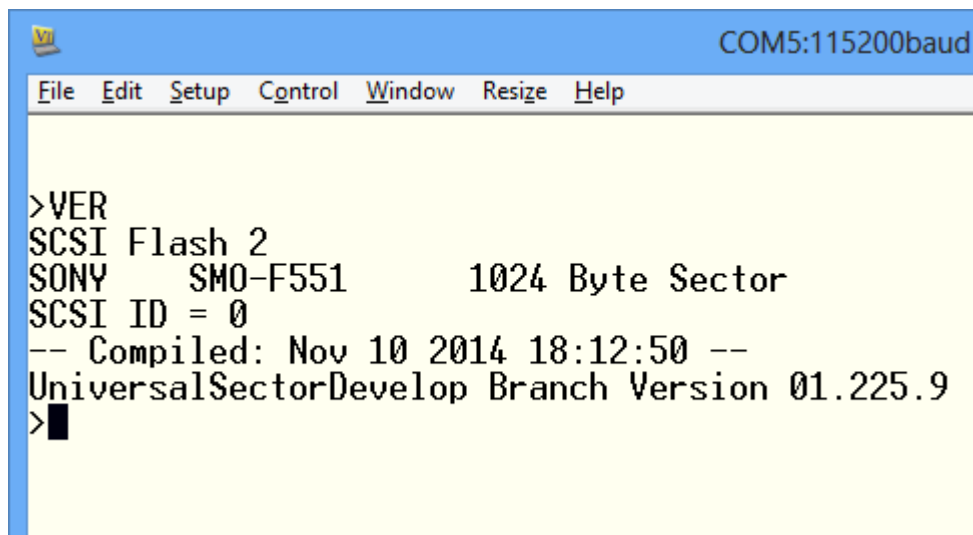 COM5:115200baud
File Edit Setup Control Window Resize Help
>VER
SCSI Flash 2
SONY    SMO-F551      1024 Byte Sector
SCSI ID = 0
-- Compiled: Nov 10 2014 18:12:50 --
UniversalSectorDevelop Branch Version 01.225.9
>